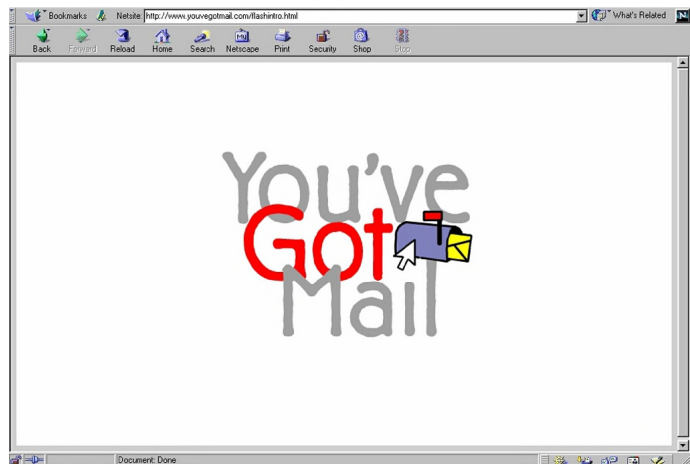 Bookmarks Netsite: http://www.youvegotmail.com/flashintro.html What's Related N
Back Forward Reload Home Search Netscape Print Security Shop Stop
You've
Got
Mail
Document: Done